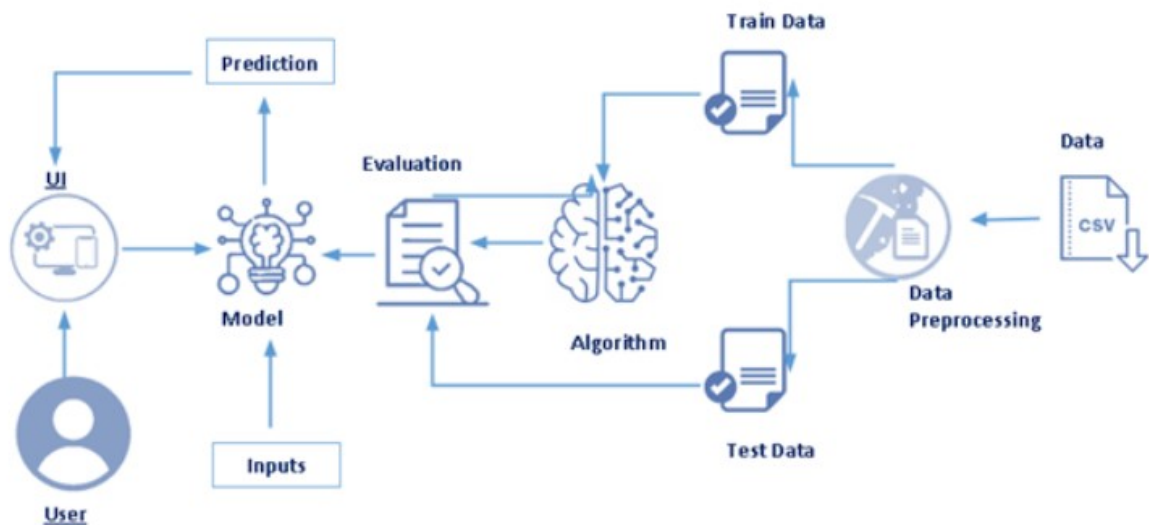 Train Data
Prediction
Data
Evaluation
UI
CSV
Model
Data
Preprocessing
Algorithm
Inputs
Test Data
User